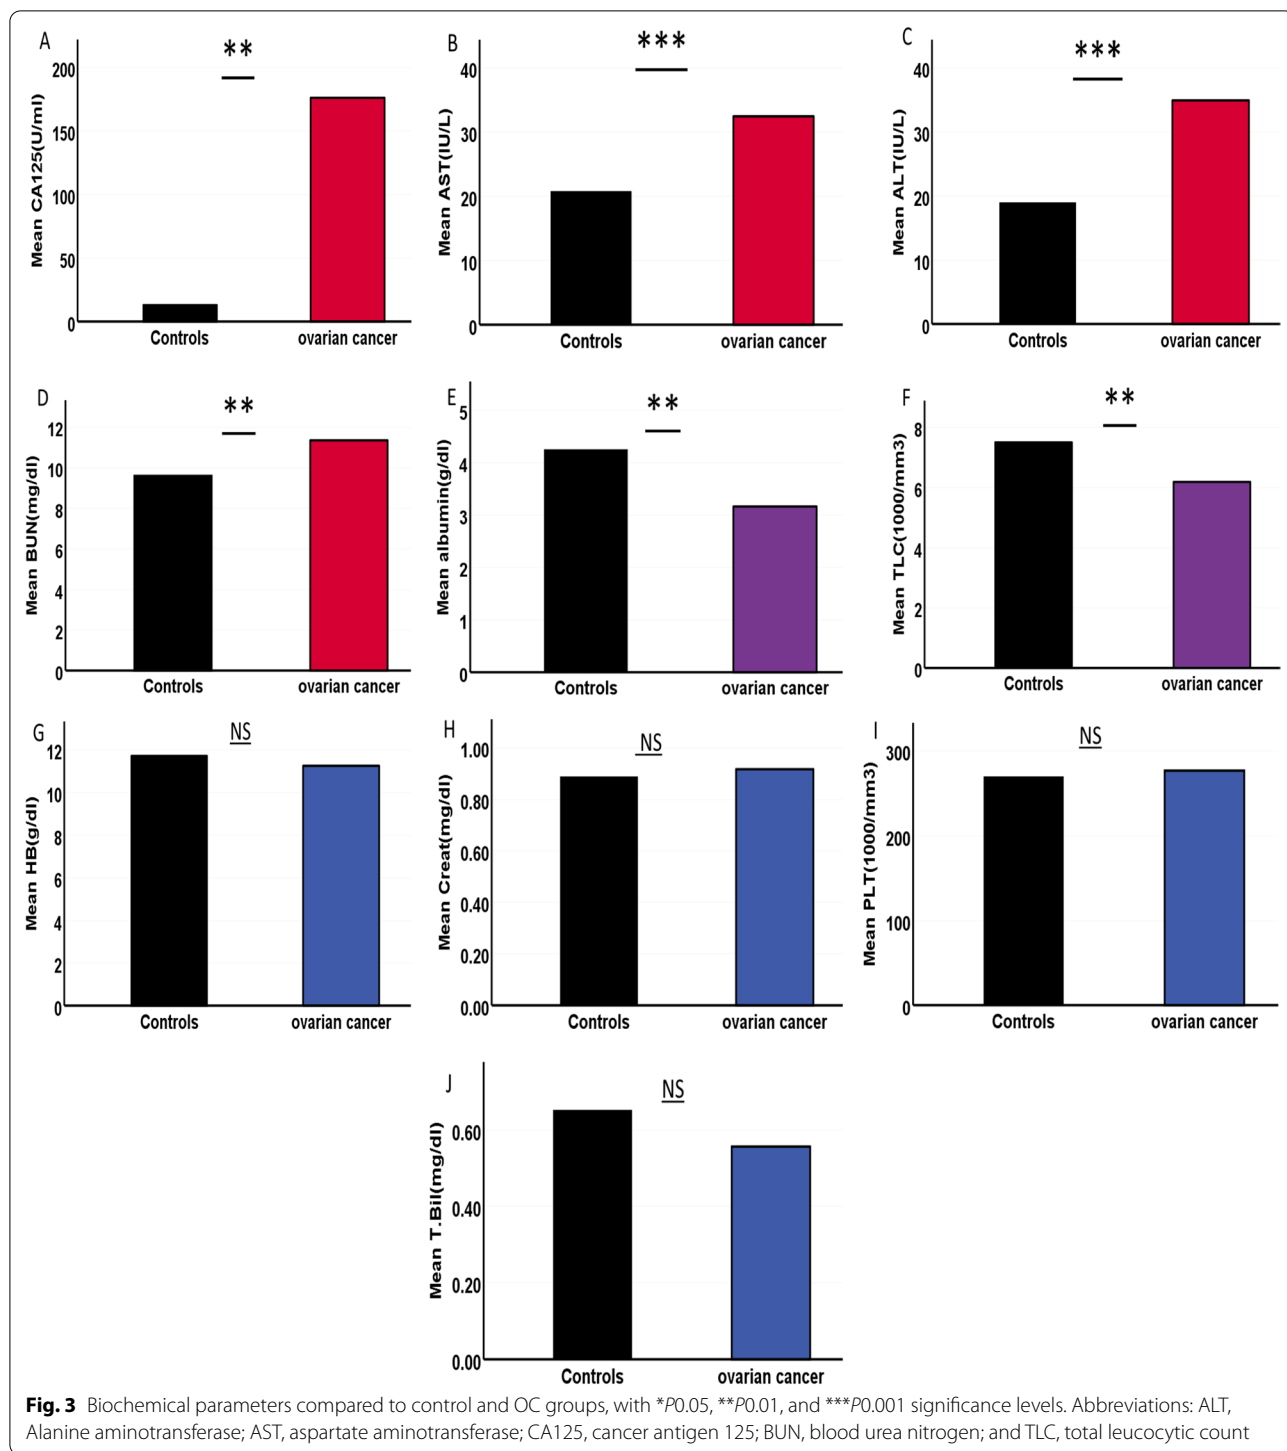 A
**
Mean CA125(U/ml)
200
150
100
50
0
Controls
ovarian cancer
B
***
Mean AST(IU/L)
40
30
20
10
0
Controls
ovarian cancer
C
***
Mean ALT(IU/L)
40
30
20
10
0
Controls
ovarian cancer
D
**
Mean BUN(mg/dl)
12
10
8
6
4
2
0
Controls
ovarian cancer
E
**
Mean albumin(g/dl)
5
4
3
2
1
0
Controls
ovarian cancer
F
**
Mean TLC(1000/mm3)
8
6
4
2
0
Controls
ovarian cancer
G
NS
Mean HB(g/dl)
12
10
8
6
4
2
0
Controls
ovarian cancer
H
NS
Mean Creat(mg/dl)
1.00
0.80
0.60
0.40
0.20
0.00
Controls
ovarian cancer
I
NS
Mean PLT(1000/mm3)
300
200
100
0
Controls
ovarian cancer
J
NS
Mean T.Bil(mg/dl)
0.60
0.40
0.20
0.00
Controls
ovarian cancer
Fig. 3 Biochemical parameters compared to control and OC groups, with *P0.05, **P0.01, and ***P0.001 significance levels. Abbreviations: ALT,
Alanine aminotransferase; AST, aspartate aminotransferase; CA125, cancer antigen 125; BUN, blood urea nitrogen; and TLC, total leucocytic count